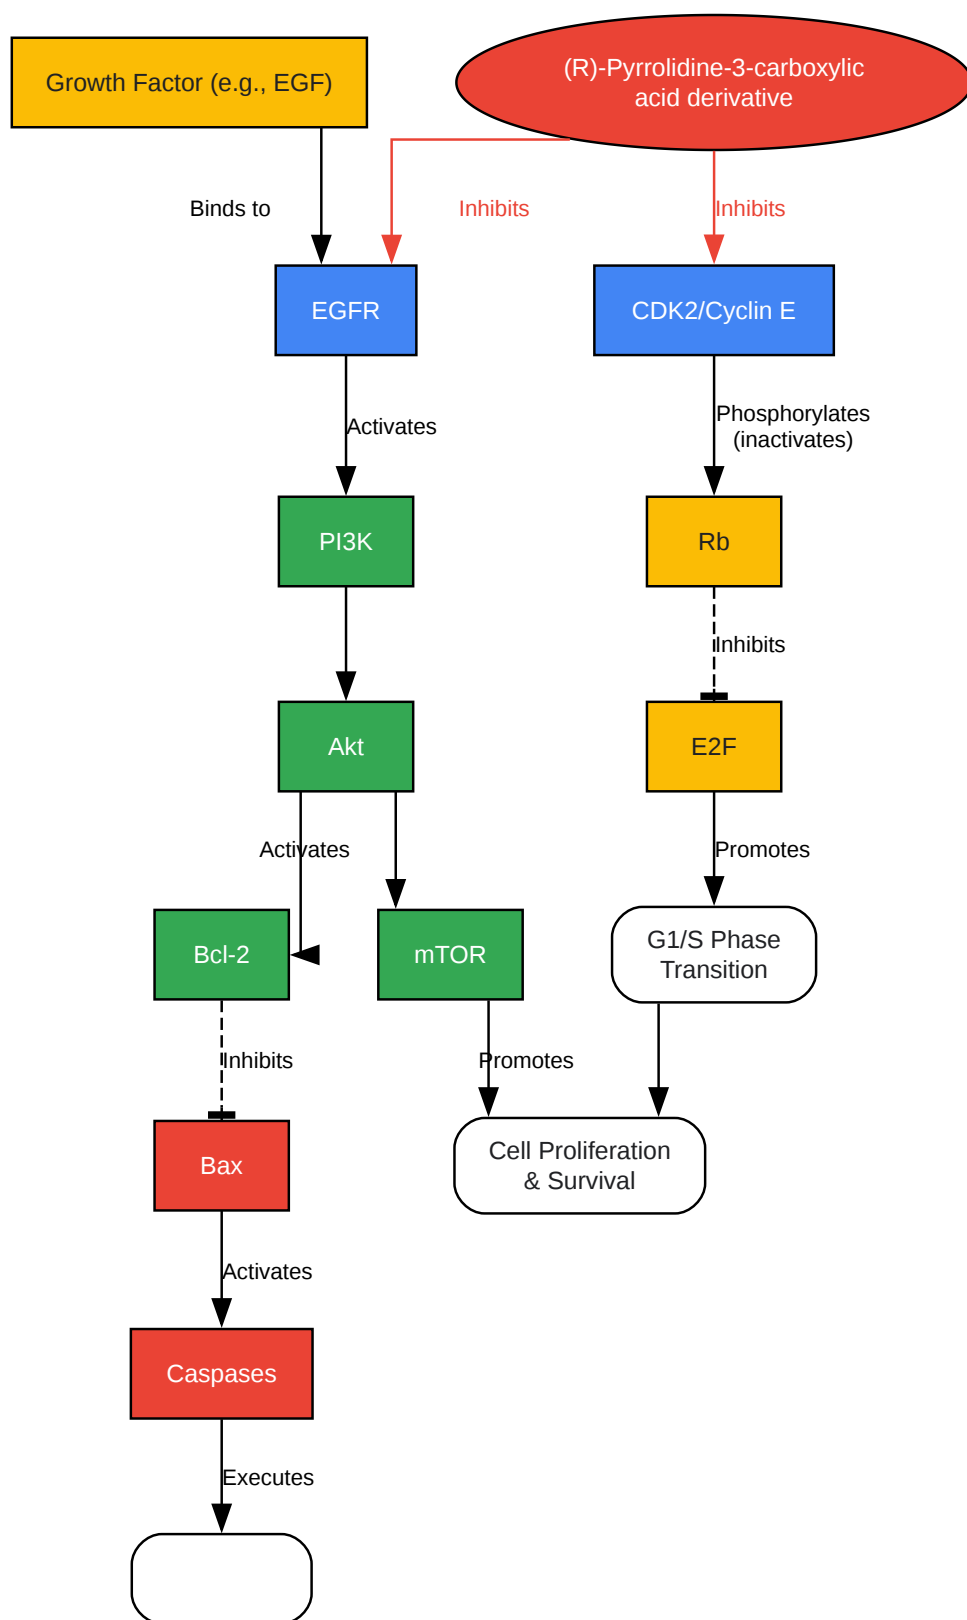 Growth Factor (e.g., EGF)
(R)-Pyrrolidine-3-carboxylic
acid derivative
Binds to
Inhibits
Inhibits
EGFR
CDK2/Cyclin E
Activates
Phosphorylates
(inactivates)
PI3K
Rb
Inhibits
Akt
E2F
Activates
Promotes
Bcl-2
mTOR
G1/S Phase
Transition
Inhibits
Promotes
Bax
Cell Proliferation
& Survival
Activates
Caspases
Executes